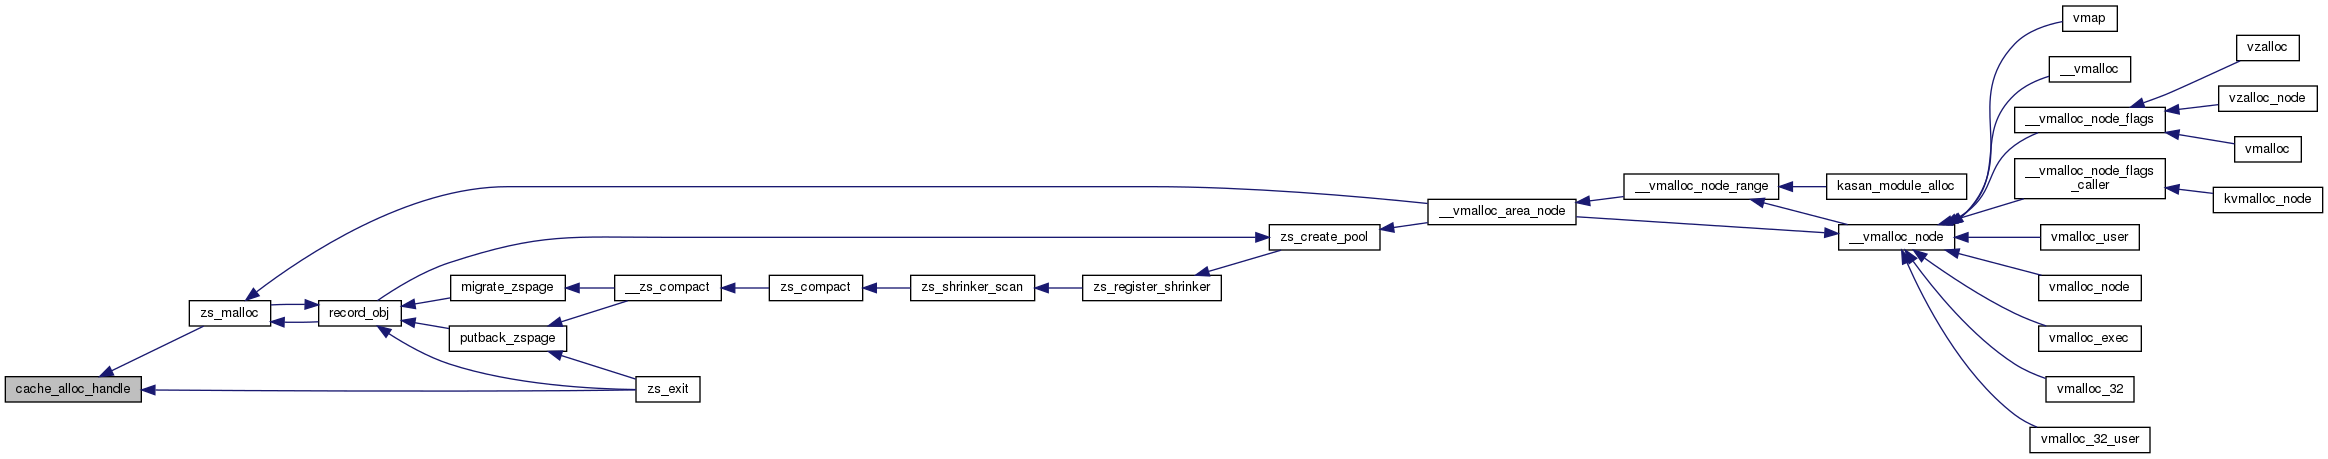 vmap
vzalloc
__vmalloc
vzalloc_node
__vmalloc_node_flags
vmalloc
__vmalloc_node_flags
_caller
__vmalloc_node_range
kasan_module_alloc
kvmalloc_node
__vmalloc_area_node
zs_create_pool
__vmalloc_node
vmalloc_user
migrate_zspage
__zs_compact
zs_compact
zs_shrinker_scan
zs_register_shrinker
vmalloc_node
zs_malloc
record_obj
putback_zspage
vmalloc_exec
cache_alloc_handle
zs_exit
vmalloc_32
vmalloc_32_user